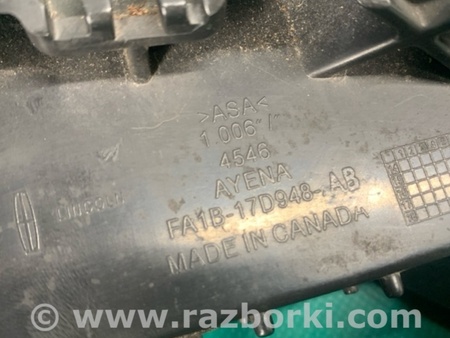 >ASA<
1.006"/
4546
AYENA
FA1B-17D948-AB
MADE IN CANADA
www.razborki.com